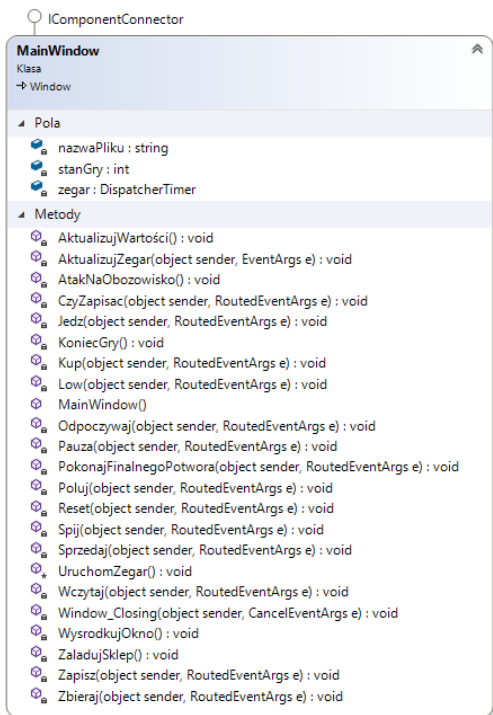 IComponentConnector
MainWindow
Klasa
Window
Pola
nazwaPliku : string
stanGry : int
zegar : DispatcherTimer
Metody
AktualizujWartości() : void
AktualizujZegar(object sender, EventArgs e) : void
AtakNaObozowisko() : void
CzyZapisac(object sender, RoutedEventArgs e) : void
Jedz(object sender, RoutedEventArgs e) : void
KoniecGry() : void
Kup(object sender, RoutedEventArgs e) : void
Low(object sender, RoutedEventArgs e) : void
MainWindow()
Odpoczywaj(object sender, RoutedEventArgs e) : void
Pauza(object sender, RoutedEventArgs e) : void
PokonajFinalnegoPotwora(object sender, RoutedEventArgs e) : void
Poluj(object sender, RoutedEventArgs e) : void
Reset(object sender, RoutedEventArgs e) : void
Spij(object sender, RoutedEventArgs e) : void
Sprzedaj(object sender, RoutedEventArgs e) : void
UruchomZegar() : void
Wczytaj(object sender, RoutedEventArgs e) : void
Window_Closing(object sender, CancelEventArgs e) : void
WysrodkujOkno() : void
ZaladujSklep() : void
Zapisz(object sender, RoutedEventArgs e) : void
Zbieraj(object sender, RoutedEventArgs e) : void